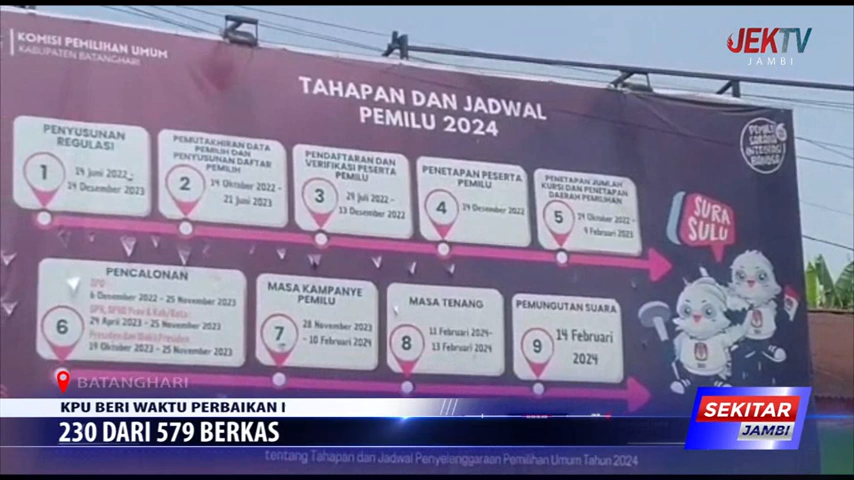 KOMISI PEMILIHAN UMUM
KABUPATEN BATANGHARI
JEKTV
JAMBI
TAHAPAN DAN JADWAL
PEMILU 2024
PEMILU
SARANA
INTEGRASI
BANGSA
1
PENYUSUNAN
REGULASI
14 Juni 2022 -
14 Desember 2023
2
PEMUTAKHIRAN DATA
PEMILIH DAN
PENYUSUNAN DAFTAR
PEMILIH
14 Oktober 2022 -
21 Juni 2023
3
PENDAFTARAN DAN
VERIFIKASI PESERTA
PEMILU
29 Juli 2022 -
13 Desember 2022
4
PENETAPAN PESERTA
PEMILU
14 Desember 2022
5
PENETAPAN JUMLAH
KURSI DAN PENETAPAN
DAERAH PEMILIHAN
14 Oktober 2022 -
9 Februari 2023
SURA
SULU
6
PENCALONAN
DPD
6 Desember 2022 - 25 November 2023
DPR, DPRD Prov & Kab/Kota
24 April 2023 - 25 November 2023
Presiden dan Wakil Presiden
19 Oktober 2023 - 25 November 2023
7
MASA KAMPANYE
PEMILU
28 November 2023
- 10 Februari 2024
8
MASA TENANG
11 Februari 2024-
13 Februari 2024
9
PEMUNGUTAN SUARA
14 Februari
2024
BATANGHARI
KPU BERI WAKTU PERBAIKAN I
230 DARI 579 BERKAS
SEKITAR
JAMBI
tentang Tahapan dan Jadwal Penyelenggaraan Pemilihan Umum Tahun 2024